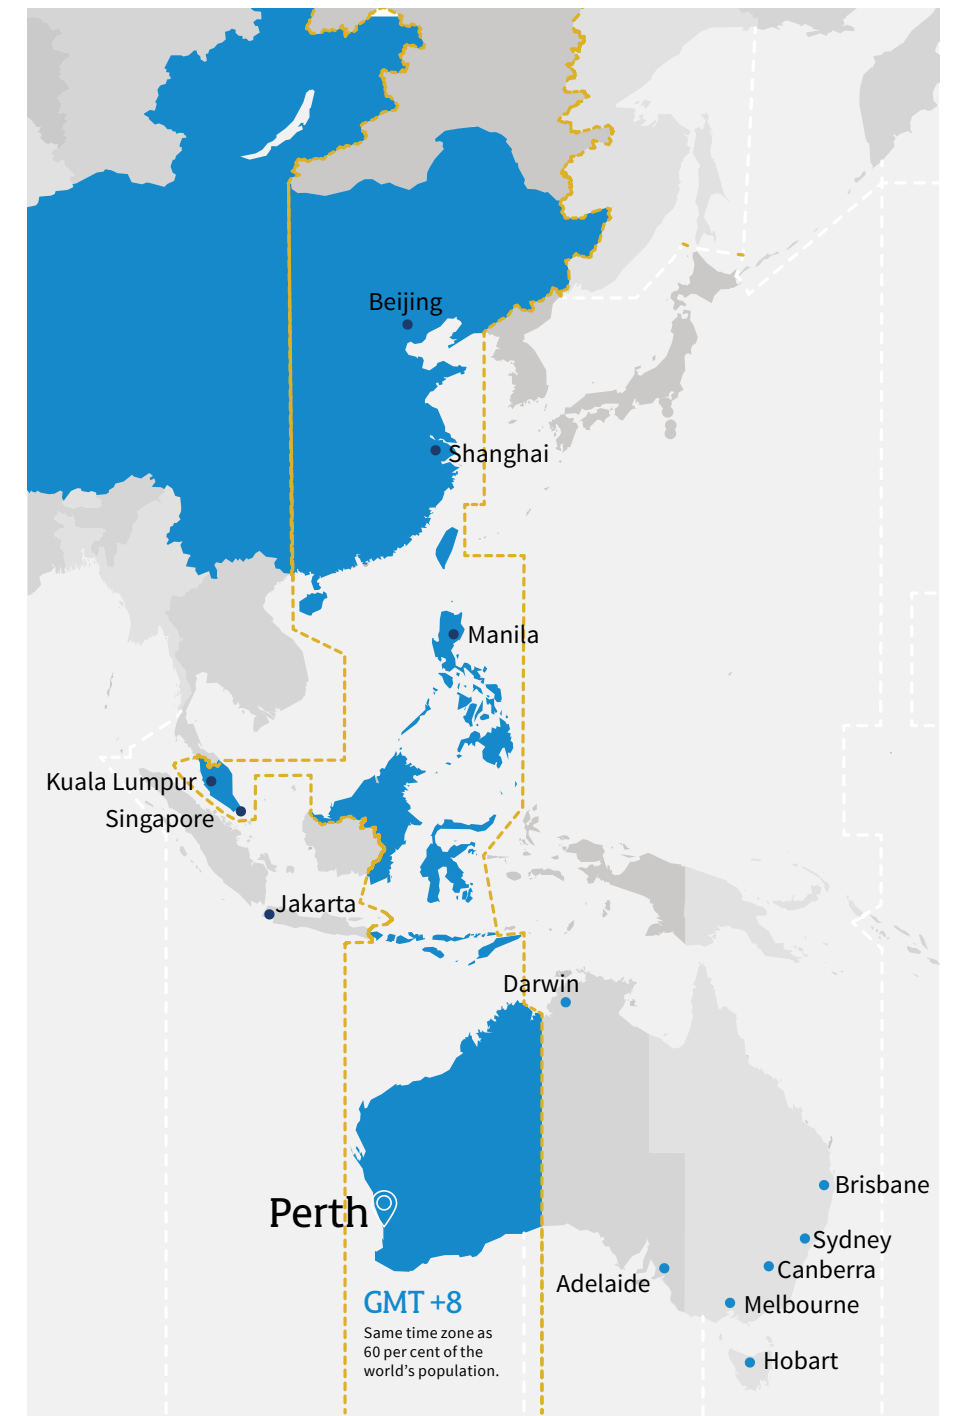 Beijing
Shanghai
Manila
Kuala Lumpur
Singapore
Jakarta
Darwin
Brisbane
Perth
Sydney
Canberra
Adelaide
GMT +8
Melbourne
Same time zone as
60 per cent of the
world's population.
Hobart